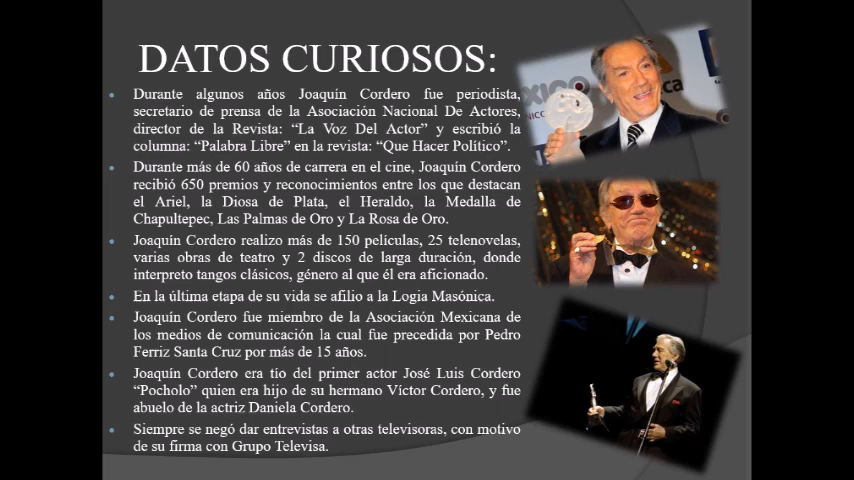 DATOS CURIOSOS:
Durante algunos años Joaquín Cordero fue periodista,
secretario de prensa de la Asociación Nacional De Actores,
director de la Revista: “La Voz Del Actor” y escribió la
columna: “Palabra Libre” en la revista: “Que Hacer Político”.
Durante más de 60 años de carrera en el cine, Joaquín Cordero
recibió 650 premios y reconocimientos entre los que destacan
el Ariel, la Diosa de Plata, el Heraldo, la Medalla de
Chapultepec, Las Palmas de Oro y La Rosa de Oro.
Joaquín Cordero realizo más de 150 películas, 25 telenovelas,
varias obras de teatro y 2 discos de larga duración, donde
interpreto tangos clásicos, género al que él era aficionado.
En la última etapa de su vida se afilio a la Logia Masónica.
Joaquín Cordero fue miembro de la Asociación Mexicana de
los medios de comunicación la cual fue precedida por Pedro
Ferriz Santa Cruz por más de 15 años.
Joaquín Cordero era tío del primer actor José Luis Cordero
“Pocholo” quien era hijo de su hermano Víctor Cordero, y fue
abuelo de la actriz Daniela Cordero.
Siempre se negó dar entrevistas a otras televisoras, con motivo
de su firma con Grupo Televisa.